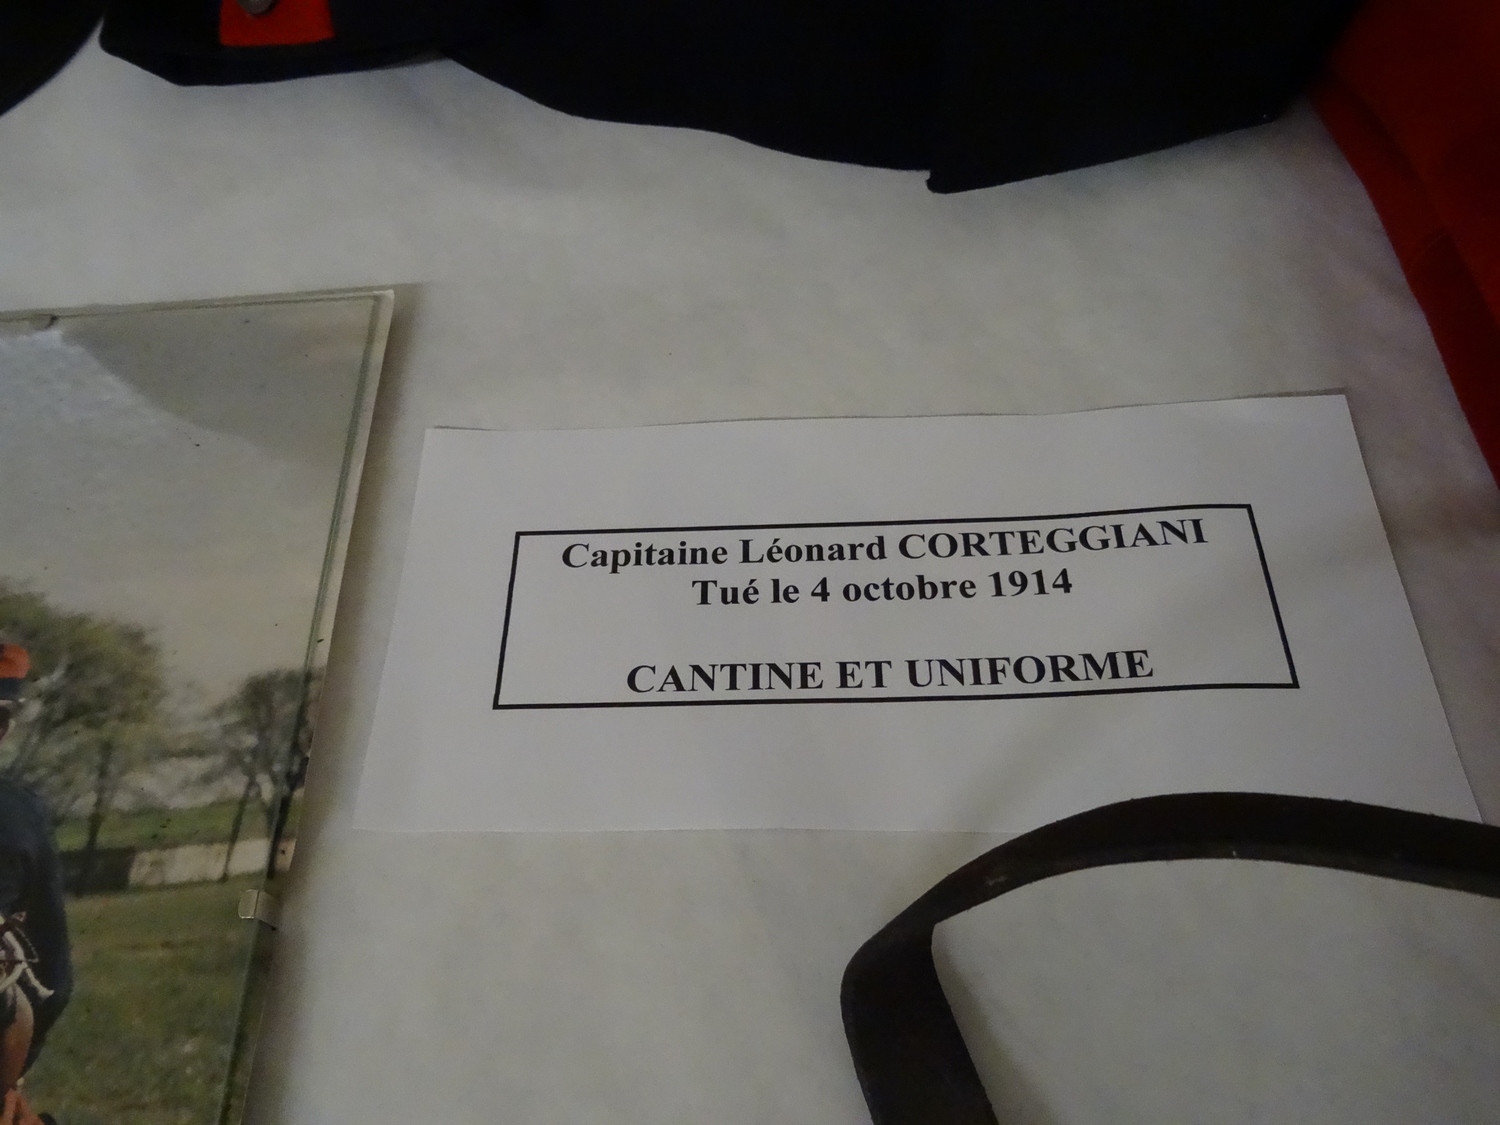 Capitaine Léonard CORTEGGIANI
Tué le 4 octobre 1914
CANTINE ET UNIFORME